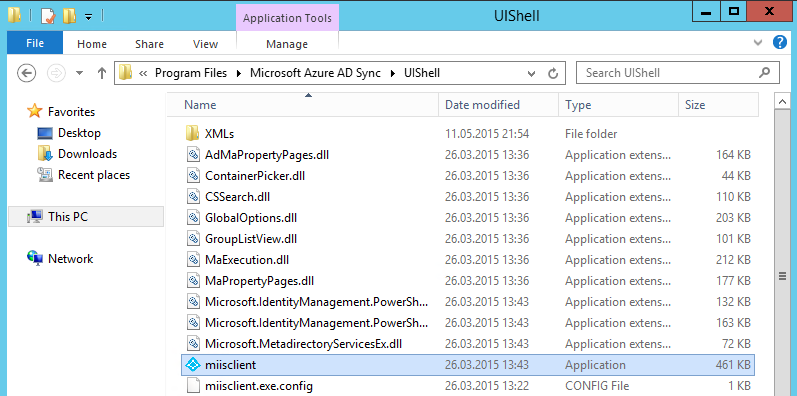 Application Tools
UIShell
File
Home
Share
View
Manage
« Program Files Microsoft Azure AD Sync UIShell
Search UIShell
Name
Date modified
Type
Size
Favorites
Desktop
Downloads
Recent places
This PC
Network
XMLs 11.05.2015 21:54 File folder
AdMaPropertyPages.dll 26.03.2015 13:36 Application extens... 164 KB
ContainerPicker.dll 26.03.2015 13:36 Application extens... 44 KB
CSSearch.dll 26.03.2015 13:36 Application extens... 110 KB
GlobalOptions.dll 26.03.2015 13:36 Application extens... 203 KB
GroupListView.dll 26.03.2015 13:36 Application extens... 101 KB
MaExecution.dll 26.03.2015 13:36 Application extens... 212 KB
MaPropertyPages.dll 26.03.2015 13:36 Application extens... 177 KB
Microsoft.IdentityManagement.PowerSh... 26.03.2015 13:43 Application extens... 132 KB
Microsoft.IdentityManagement.PowerSh... 26.03.2015 13:43 Application extens... 163 KB
Microsoft.MetadirectoryServicesEx.dll 26.03.2015 13:43 Application extens... 72 KB
miisclient 26.03.2015 13:43 Application 461 KB
miisclient.exe.config 26.03.2015 13:22 CONFIG File 1 KB